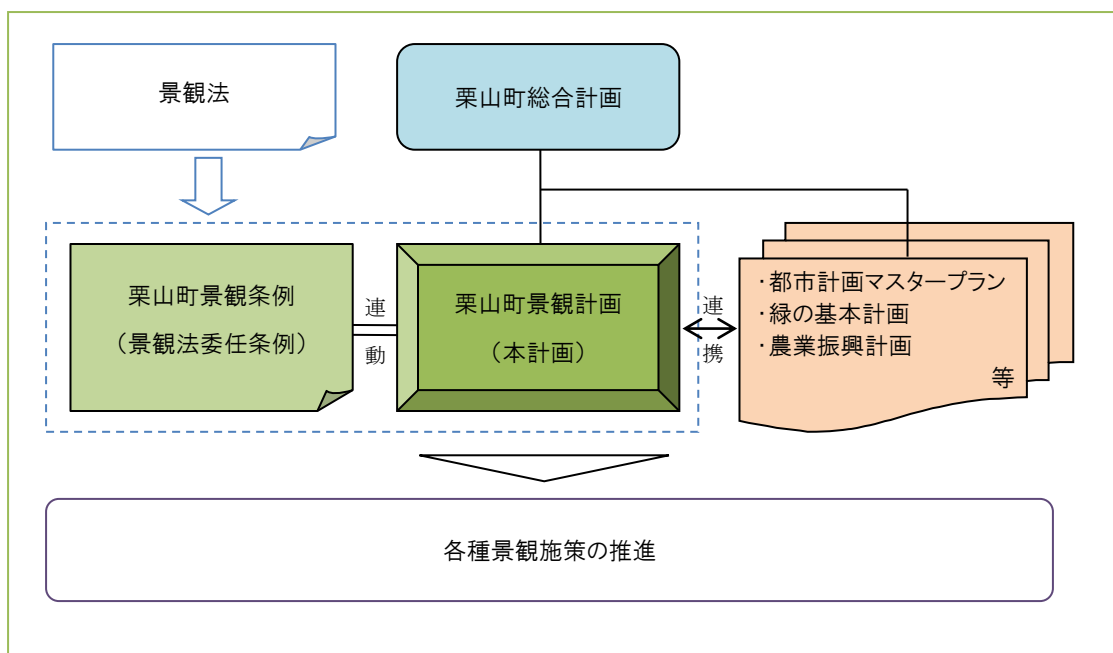 景観法
栗山町総合計画
栗山町景観条例
（景観法委任条例）
連
動
栗山町景観計画
（本計画）
連
携
・都市計画マスタープラン
・緑の基本計画
・農業振興計画
等
各種景観施策の推進